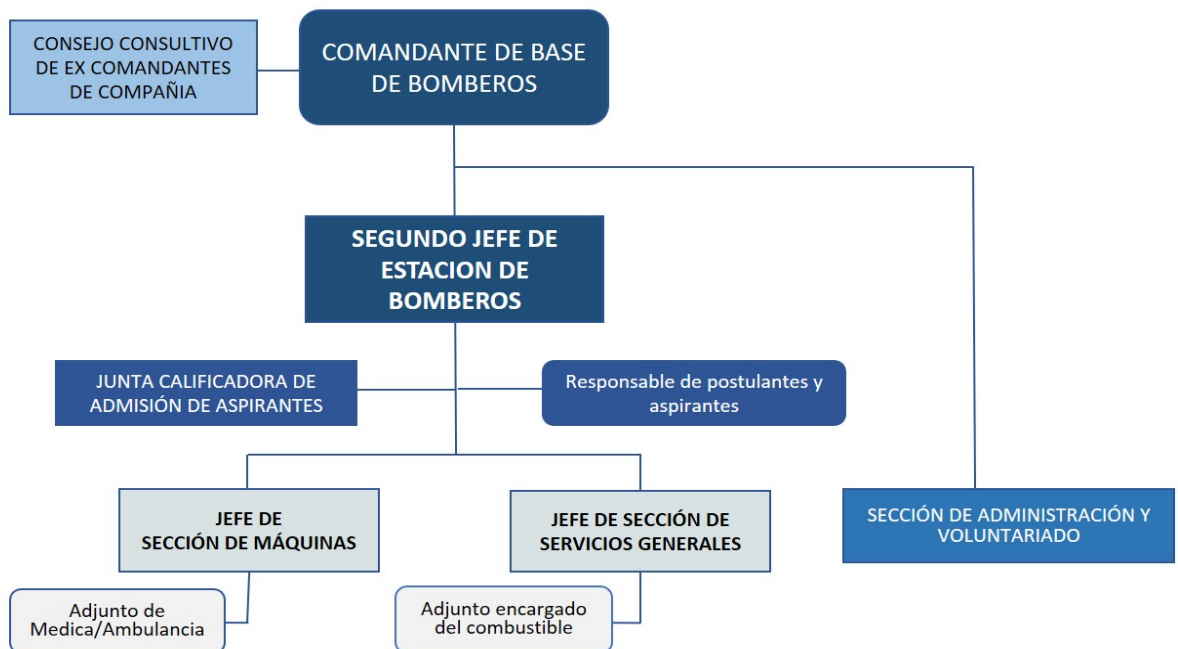 CONSEJO CONSULTIVO
DE EX COMANDANTES
DE COMPAÑIA
COMANDANTE DE BASE
DE BOMBEROS
SEGUNDO JEFE DE
ESTACION DE
BOMBEROS
JUNTA CALIFICADORA DE
ADMISIÓN DE ASPIRANTES
Responsable de postulantes y
aspirantes
JEFE DE
SECCIÓN DE MÁQUINAS
JEFE DE SECCIÓN DE
SERVICIOS GENERALES
SECCIÓN DE ADMINISTRACIÓN Y
VOLUNTARIADO
Adjunto de
Medica/Ambulancia
Adjunto encargado
del combustible